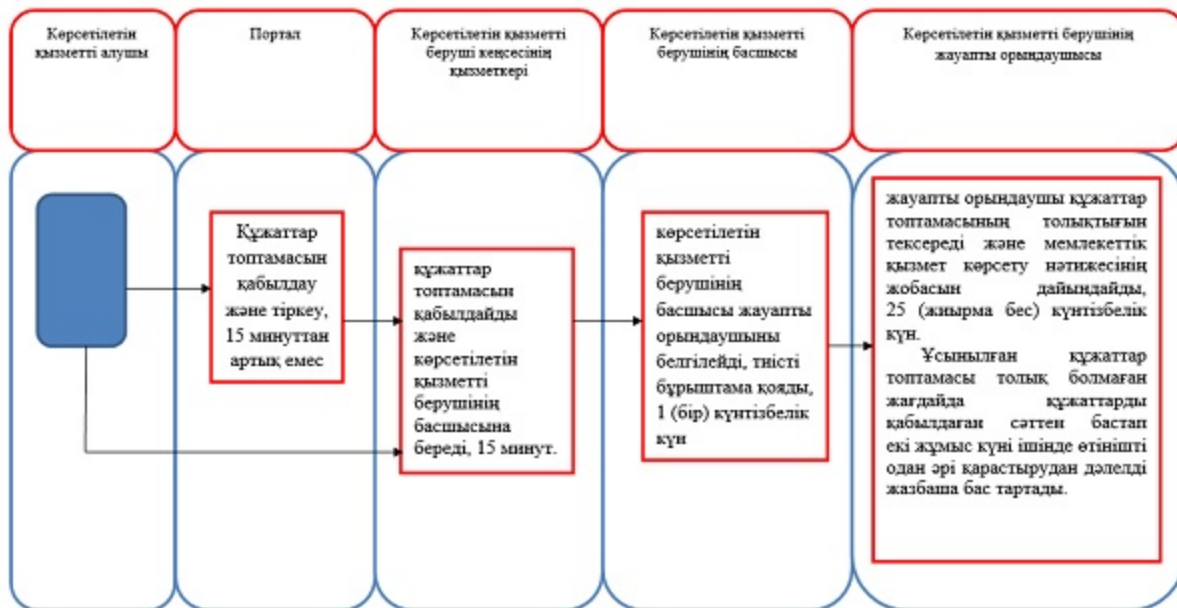 Көрсетілетін
қызметті алушы
Портал
Көрсетілетін қызметті
беруші кеңсесінің
қызметкері
Көрсетілетін қызметті
берушінің басшысы
Көрсетілетін қызметті берушінің
жауапты орындаушысы
Құжаттар
топтамасын
қабылдау
және тіркеу,
15 минуттан
артық емес
құжаттар
топтамасын
қабылдайды
және
көрсетілетін
қызметті
берушінің
басшысына
береді, 15 минут.
көрсетілетін
қызметті
берушінің
басшысы жауапты
орындаушыны
белгілейді, тиісті
бұрыштама қояды,
1 (бір) күнтізбелік
күн
жауапты орындаушы құжаттар
топтамасының толықтығын
тексереді және мемлекеттік
қызмет көрсету нәтижесінің
жобасын дайындайды,
25 (жиырма бес) күнтізбелік
күн.
Ұсынылған құжаттар
топтамасы толық болмаған
жағдайда құжаттарды
қабылдаған сәттен бастап
екі жұмыс күні ішінде өтінішті
одан әрі қарастырудан дәлелді
жазбаша бас тартады.